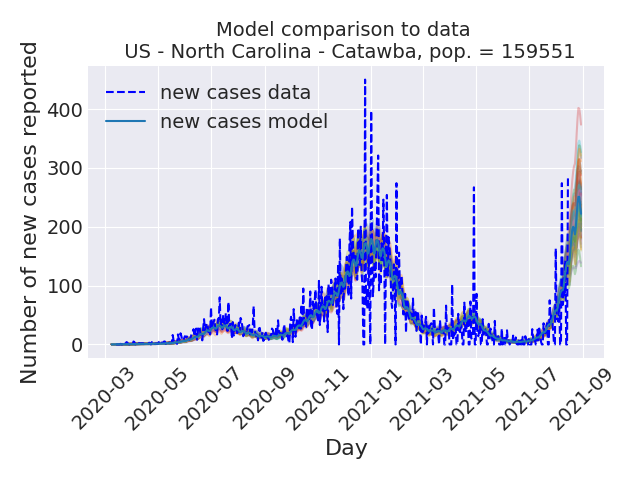 Model comparison to data
US - North Carolina - Catawba, pop. = 159551
Number of new cases reported
400
300
200
100
0
new cases data
new cases model
2020-03
2020-05
2020-07
2020-09
2020-11
2021-01
2021-03
2021-05
2021-07
2021-09
Day